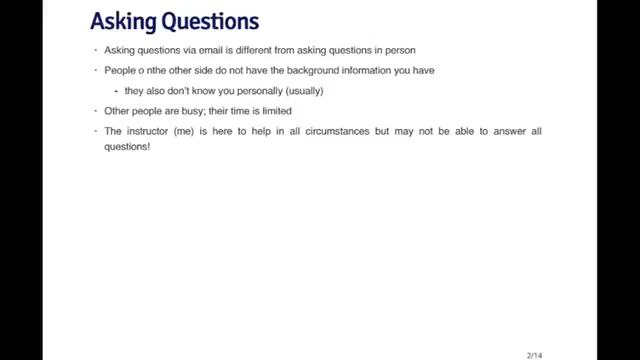 Asking Questions
· Asking questions via email is different from asking questions in person
· People o nthe other side do not have the background information you have
- they also don't know you personally (usually)
· Other people are busy; their time is limited
· The instructor (me) is here to help in all circumstances but may not be able to answer all
questions!
2/14